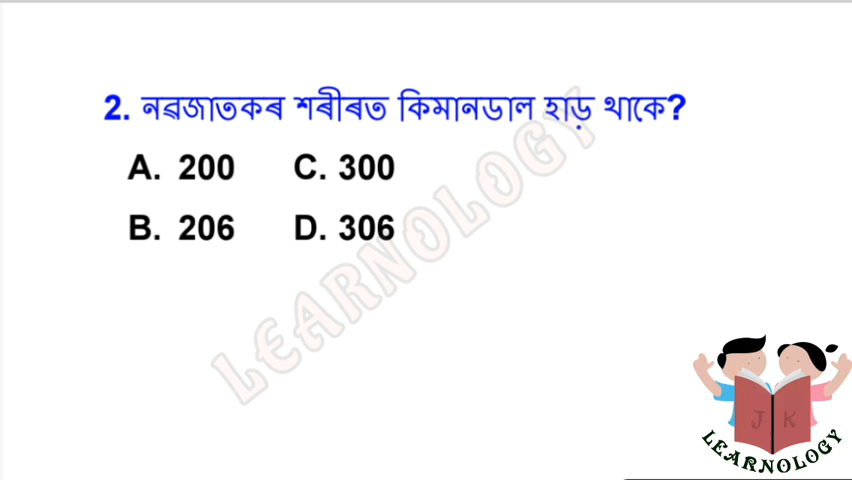 2. নৱজাতকৰ শৰীৰত কিমানডাল হাড় থাকে?
A. 200 C. 300
B. 206 D. 306
LEARNOLOGY
J K
LEARNOLOGY